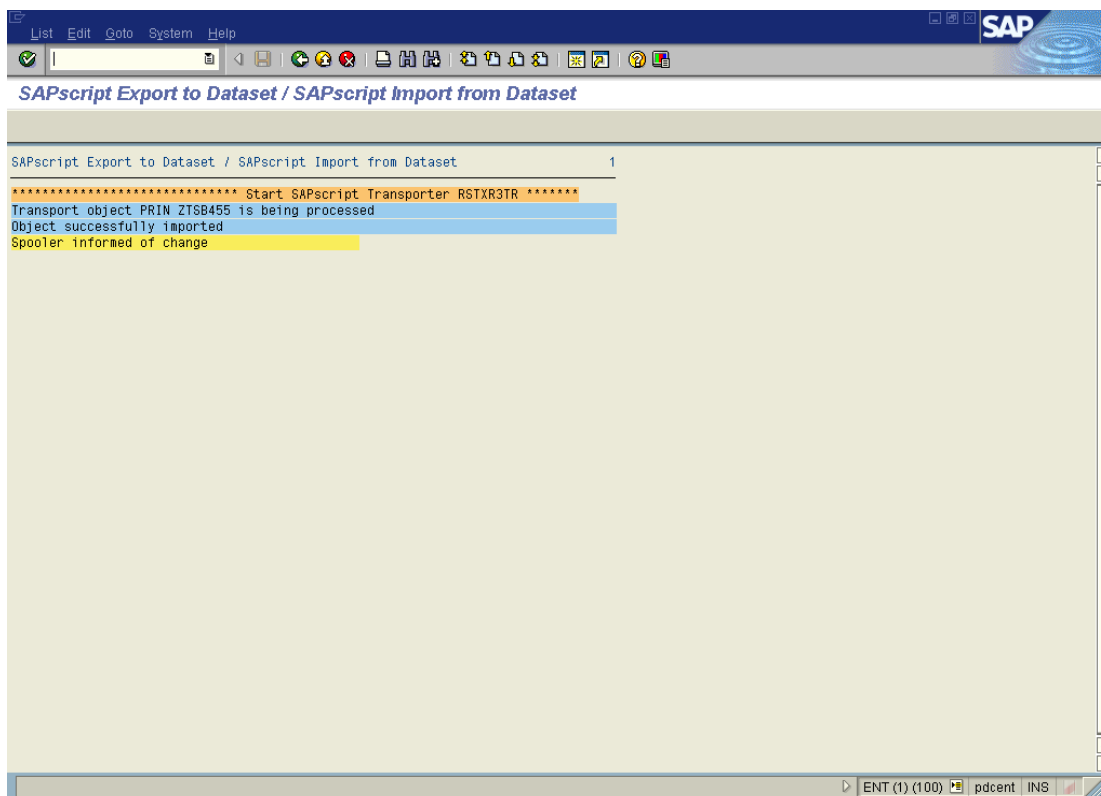 List Edit Goto System Help
SAP
SAPscript Export to Dataset / SAPscript Import from Dataset
SAPscript Export to Dataset / SAPscript Import from Dataset 1
****************************** Start SAPscript Transporter RSTXR3TR *******
Transport object PRIN ZTSB455 is being processed
Object successfully imported
Spooler informed of change
ENT (1) (100) pdcent INS